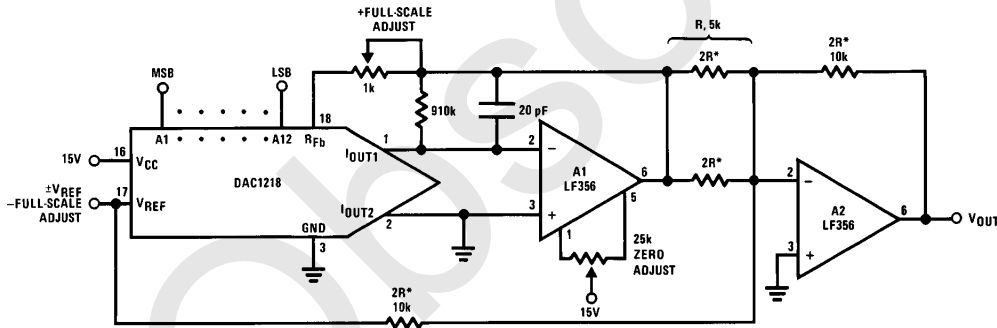 +FULL-SCALE
ADJUST
R, 5k
MSB
LSB
1k
2R*
2R*
10k
910k
20 pF
A1
A12
18
RFb
IOUT1
1
2
−
6
15V
16
VCC
DAC1218
A1
LF356
5
2R*
2
−
±VREF
−FULL-SCALE
ADJUST
17
VREF
IOUT2
2
3
+
1
A2
LF356
6
VOUT
GND
3
25k
ZERO
ADJUST
3
+
15V
2R*
10k
Obso